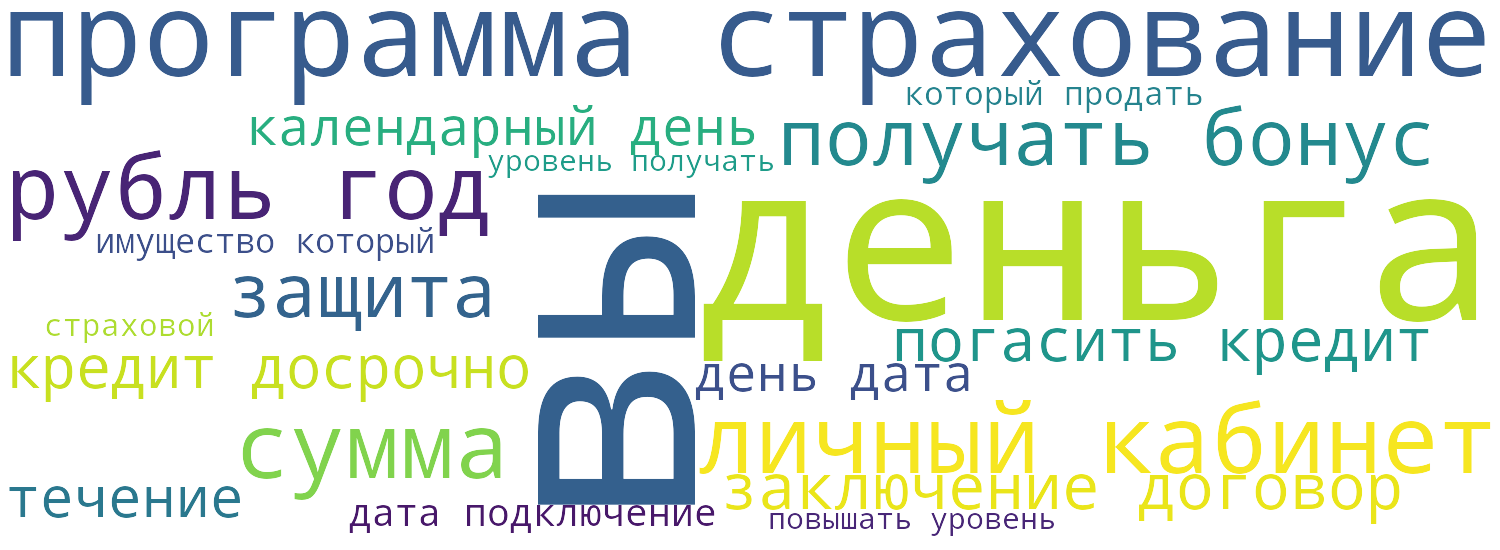 программа страхование
который продать
календарный день
получать бонус
уровень получать
рубль год
деньга
вы
имущество который
защита
страховой
погасить кредит
кредит досрочно
день дата
сумма
личный кабинет
заключение договор
течение
дата подключение
повышать уровень